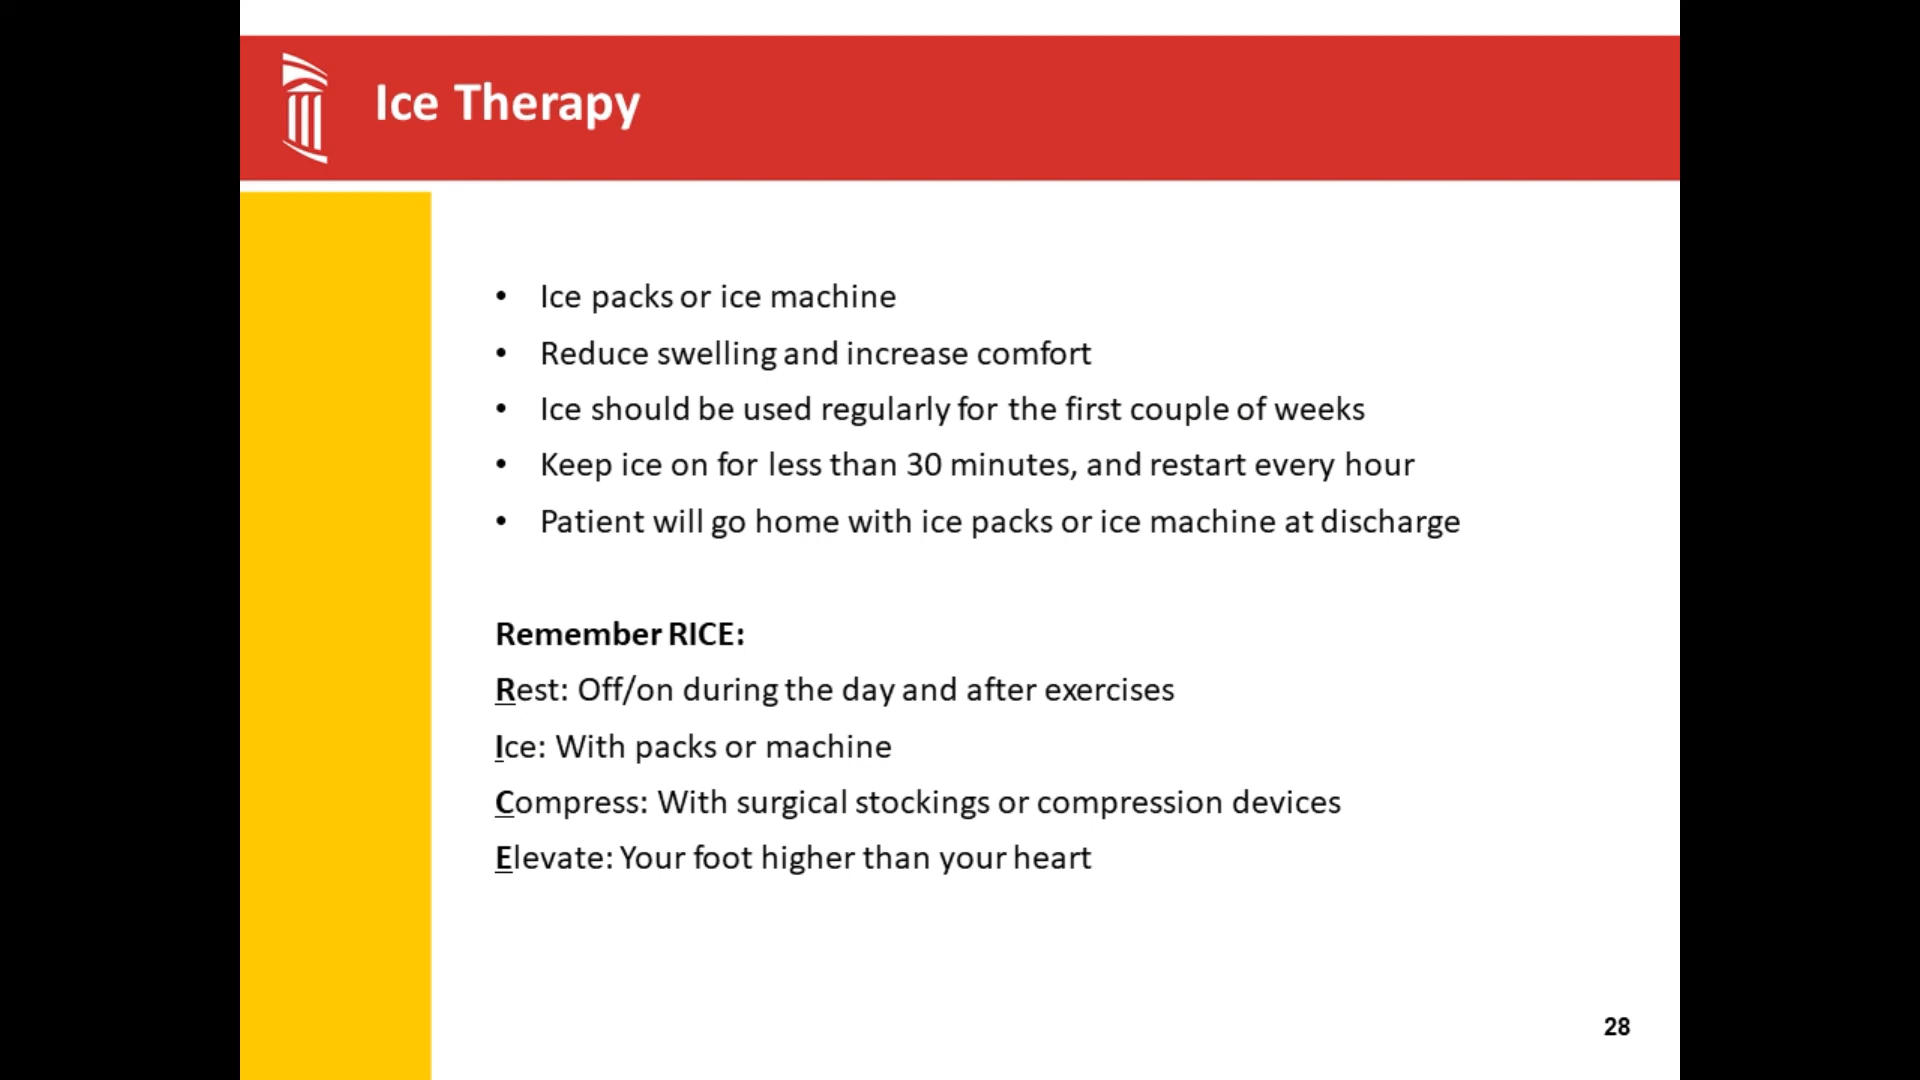 Ice Therapy
• Ice packs or ice machine
• Reduce swelling and increase comfort
• Ice should be used regularly for the first couple of weeks
• Keep ice on for less than 30 minutes, and restart every hour
• Patient will go home with ice packs or ice machine at discharge
Remember RICE:
Rest: Off/on during the day and after exercises
Ice: With packs or machine
Compress: With surgical stockings or compression devices
Elevate: Your foot higher than your heart
28